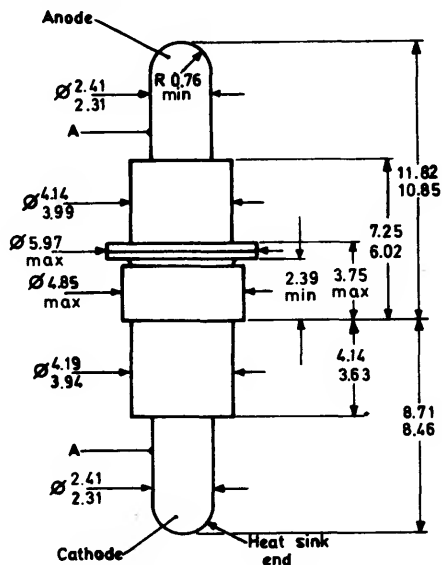 Anode
R 0.76
min
Ø 2.41
2.31
A
11.82
10.85
Ø 4.14
3.99
7.25
6.02
Ø 5.97
max
2.39
min
3.75
max
Ø 4.85
max
Ø 4.19
3.94
4.14
3.63
8.71
8.46
A
Ø 2.41
2.31
Cathode
Heat sink
end